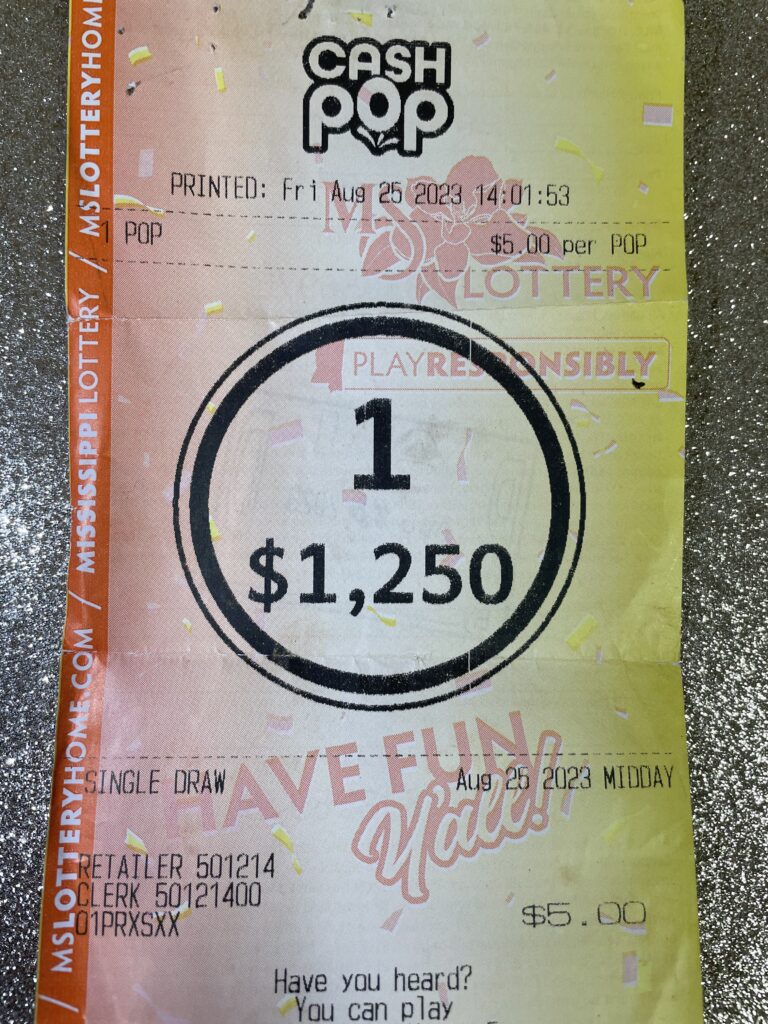 CASH
POP
PRINTED: Fri Aug 25 2023 14:01:53
MS
1 POP
$5.00 per POP
LOTTERY
PLAYRESPONSIBLY
1
$1,250
HAVE FUN
Y'all!
SINGLE DRAW
Aug 25 2023 MIDDAY
RETAILER 501214
CLERK 50121400
01PRXSXX
$5.00
Have you heard?
You can play
/ MSLOTTERYHOME.COM / MISSISSIPPI LOTTERY / MSLOTTERYHOM